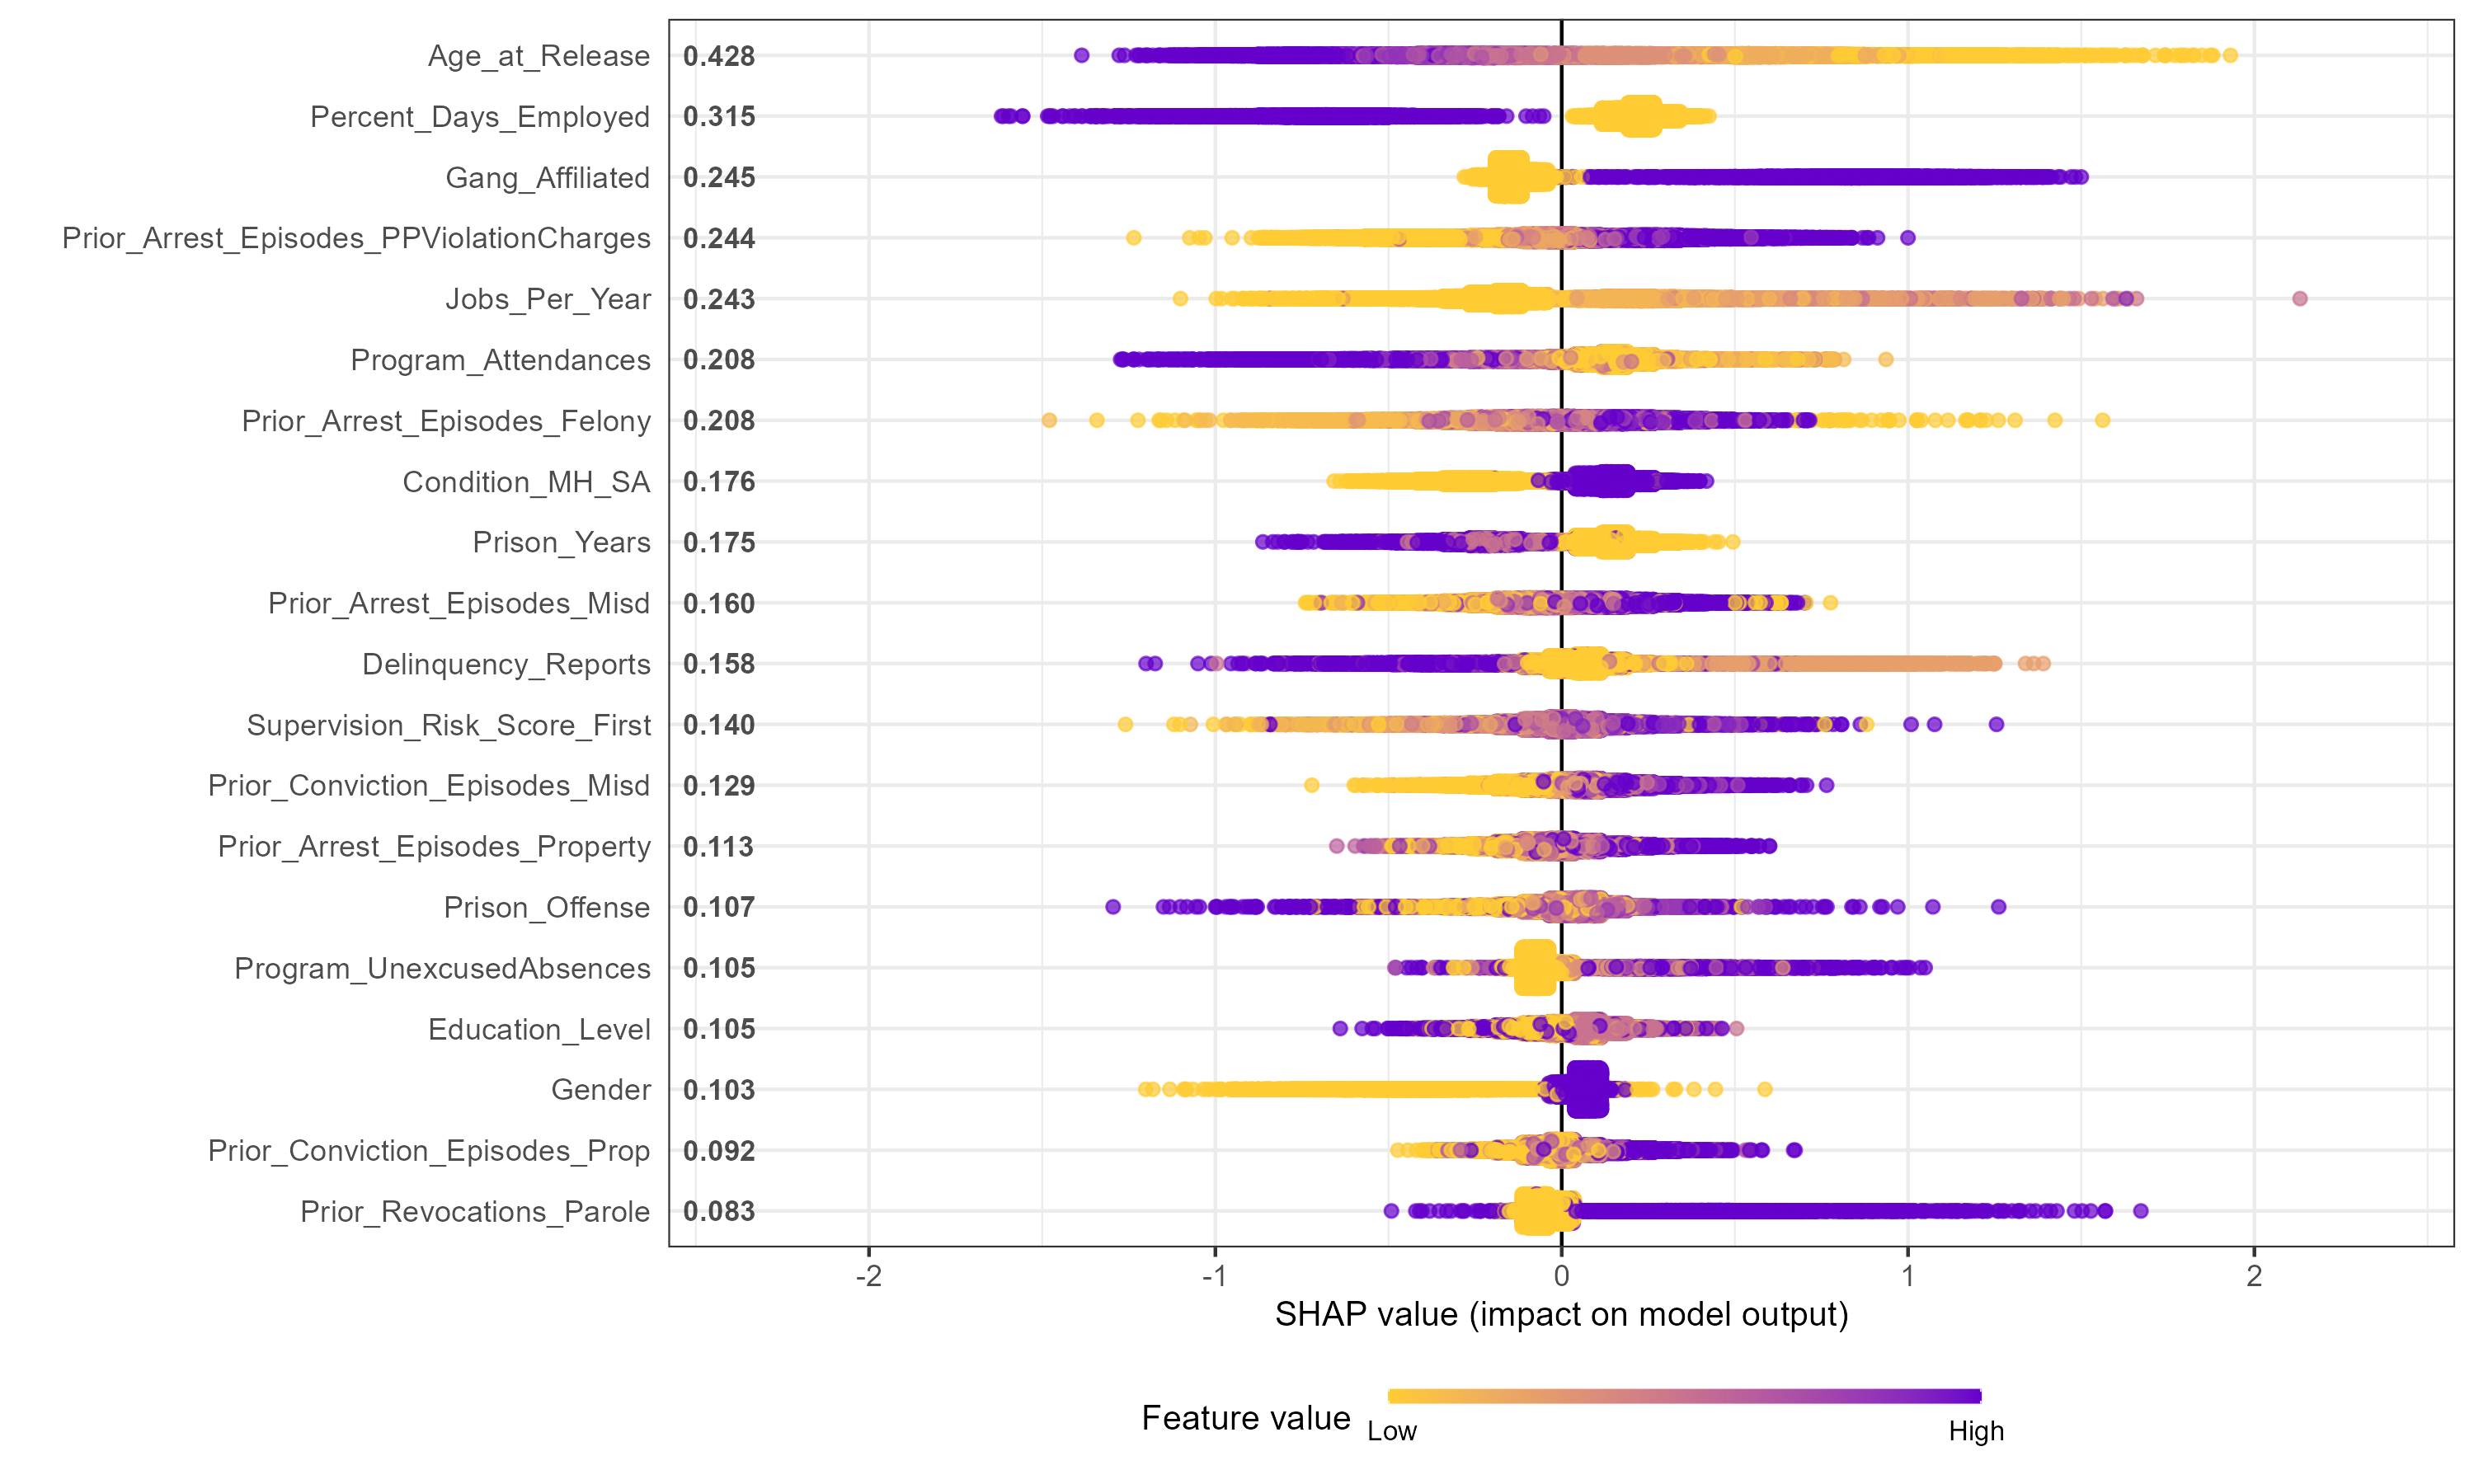 Age_at_Release 0.428
Percent_Days_Employed 0.315
Gang_Affiliated 0.245
Prior_Arrest_Episodes_PPViolationCharges 0.244
Jobs_Per_Year 0.243
Program_Attendances 0.208
Prior_Arrest_Episodes_Felony 0.208
Condition_MH_SA 0.176
Prison_Years 0.175
Prior_Arrest_Episodes_Misd 0.160
Delinquency_Reports 0.158
Supervision_Risk_Score_First 0.140
Prior_Conviction_Episodes_Misd 0.129
Prior_Arrest_Episodes_Property 0.113
Prison_Offense 0.107
Program_UnexcusedAbsences 0.105
Education_Level 0.105
Gender 0.103
Prior_Conviction_Episodes_Prop 0.092
Prior_Revocations_Parole 0.083
-2 -1 0 1 2
SHAP value (impact on model output)
Feature value
Low High